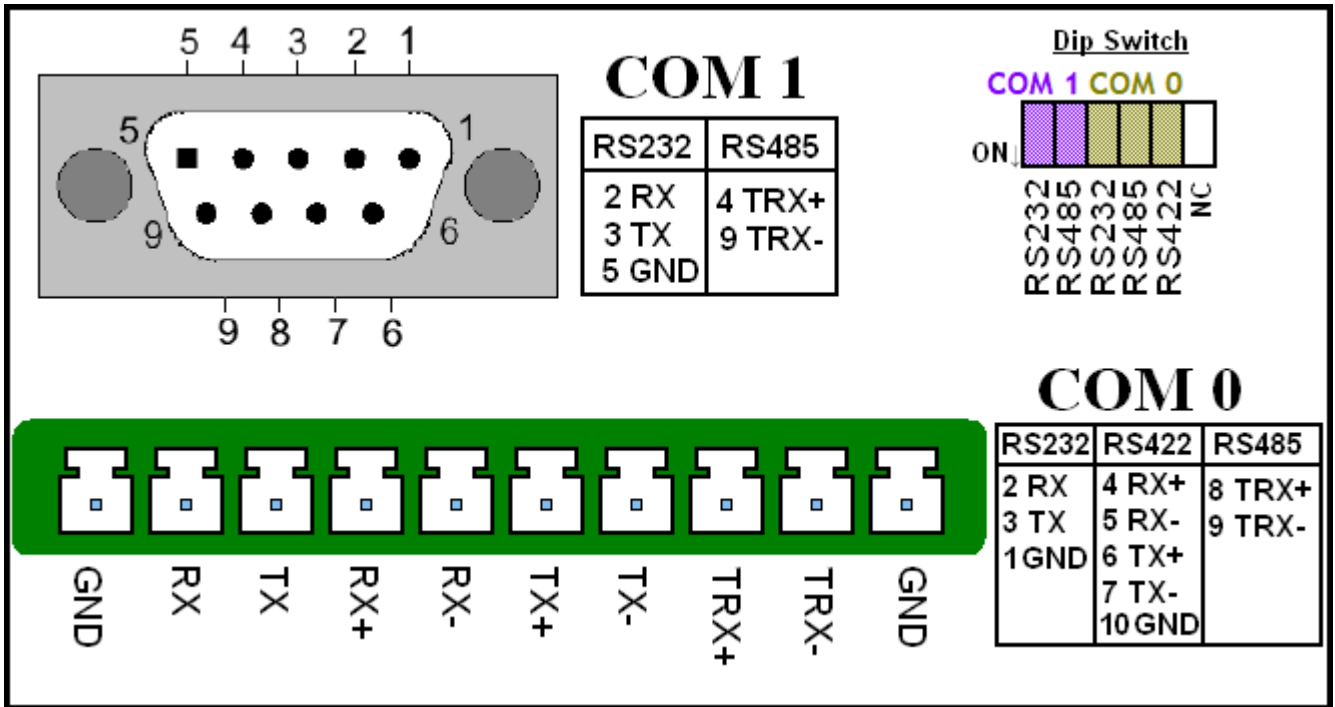 5 4 3 2 1
5 1
9 6
9 8 7 6
COM 1
RS232 RS485
2 RX 4 TRX+
3 TX 9 TRX-
5 GND
Dip Switch
COM 1 COM 0
ON↓
RS232
RS485
RS232
RS485
RS422
NC
COM 0
RS232 RS422 RS485
2 RX 4 RX+ 8 TRX+
3 TX 5 RX- 9 TRX-
1GND 6 TX+
7 TX-
10 GND
GND RX TX RX+ RX- TX+ TX- TRX+ TRX- GND